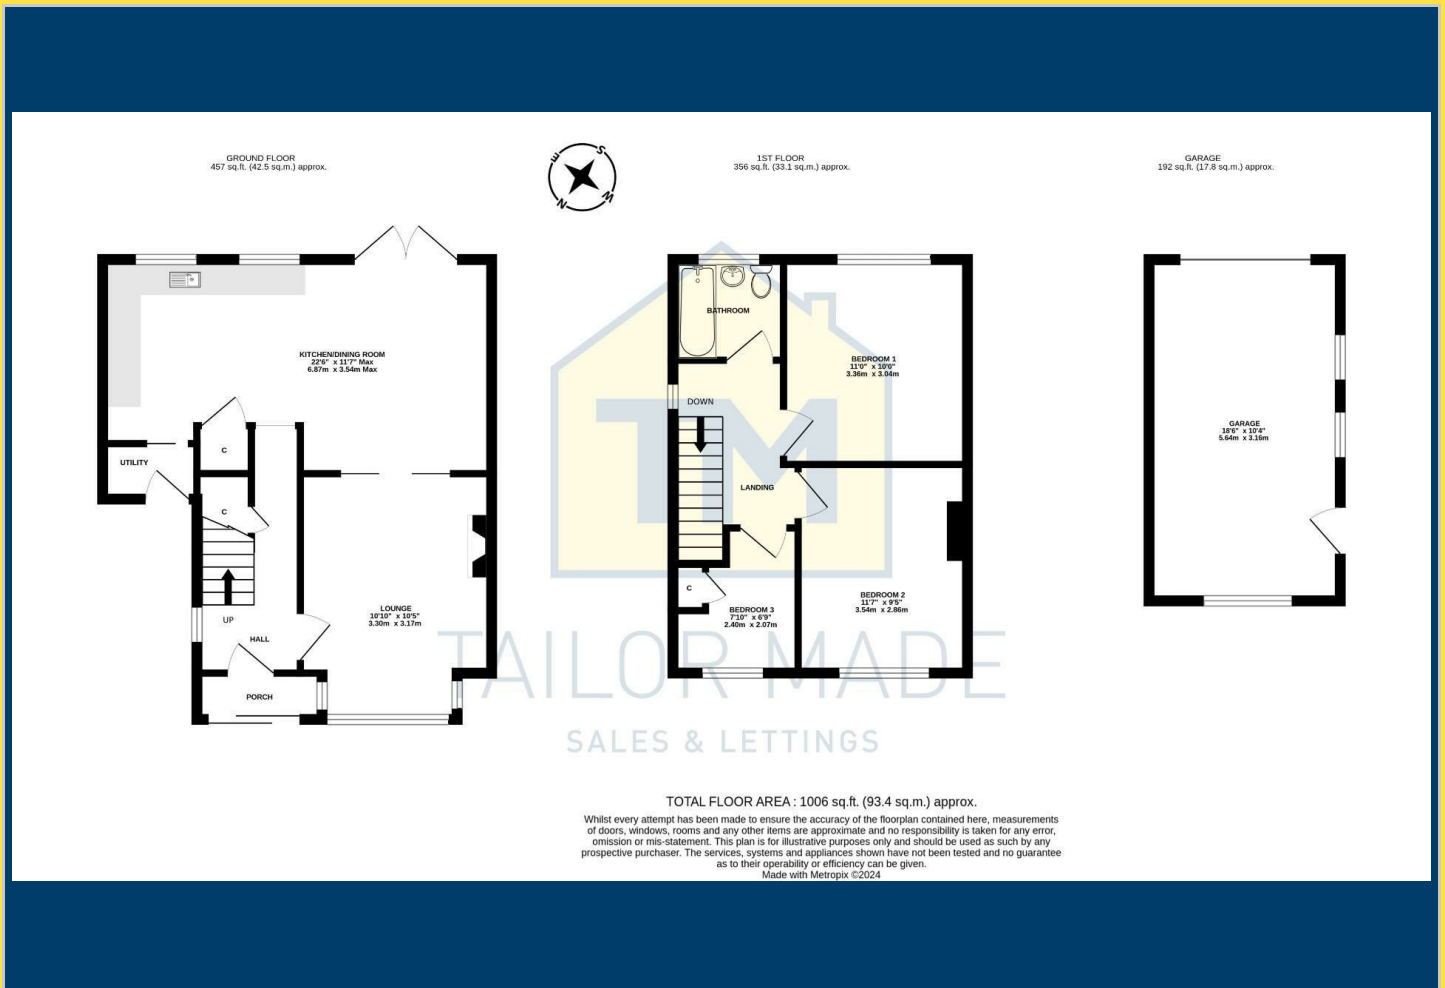 GROUND FLOOR
457 sq.ft. (42.5 sq.m.) approx.
E
S
W
N
1ST FLOOR
356 sq.ft. (33.1 sq.m.) approx.
GARAGE
192 sq.ft. (17.8 sq.m.) approx.
KITCHEN/DINING ROOM
22'6" x 11'7" Max
6.87m x 3.54m Max
C
UTILITY
C
UP
HALL
LOUNGE
10'10" x 10'5"
3.30m x 3.17m
PORCH
BATHROOM
BEDROOM 1
11'0" x 10'0"
3.36m x 3.04m
DOWN
LANDING
C
BEDROOM 3
7'10" x 6'9"
2.40m x 2.07m
BEDROOM 2
11'7" x 9'5"
3.54m x 2.86m
GARAGE
18'6" x 10'4"
5.64m x 3.16m
TM
TAILOR MADE
SALES & LETTINGS
TOTAL FLOOR AREA : 1006 sq.ft. (93.4 sq.m.) approx.
Whilst every attempt has been made to ensure the accuracy of the floorplan contained here, measurements
of doors, windows, rooms and any other items are approximate and no responsibility is taken for any error,
omission or mis-statement. This plan is for illustrative purposes only and should be used as such by any
prospective purchaser. The services, systems and appliances shown have not been tested and no guarantee
as to their operability or efficiency can be given.
Made with Metropix ©2024